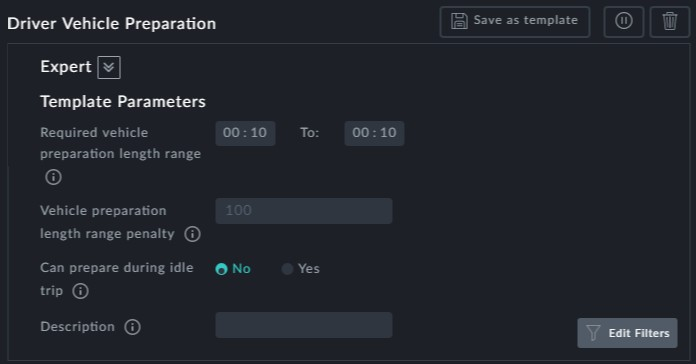 Driver Vehicle Preparation
Save as template
Expert
Template Parameters
Required vehicle
preparation length range
00 : 10 To: 00 : 10
Vehicle preparation
length range penalty
100
Can prepare during idle
trip
No Yes
Description
Edit Filters